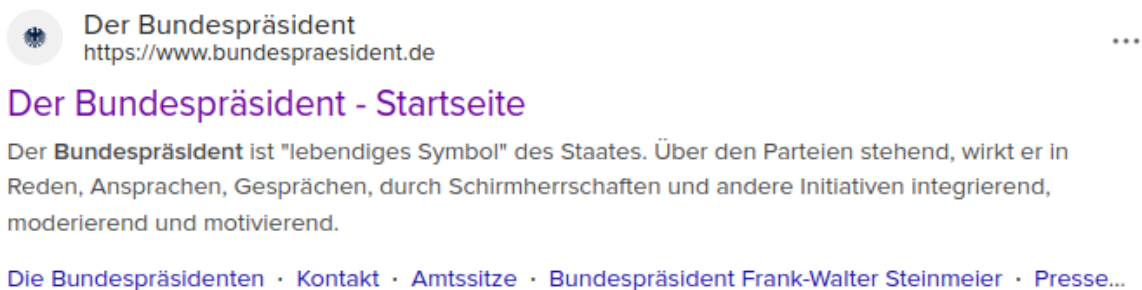 Der Bundespräsident
https://www.bundespraesident.de
Der Bundespräsident - Startseite
Der Bundespräsident ist "lebendiges Symbol" des Staates. Über den Parteien stehend, wirkt er in
Reden, Ansprachen, Gesprächen, durch Schirmherrschaften und andere Initiativen integrierend,
moderierend und motivierend.
Die Bundespräsidenten · Kontakt · Amtssitze · Bundespräsident Frank-Walter Steinmeier · Presse...